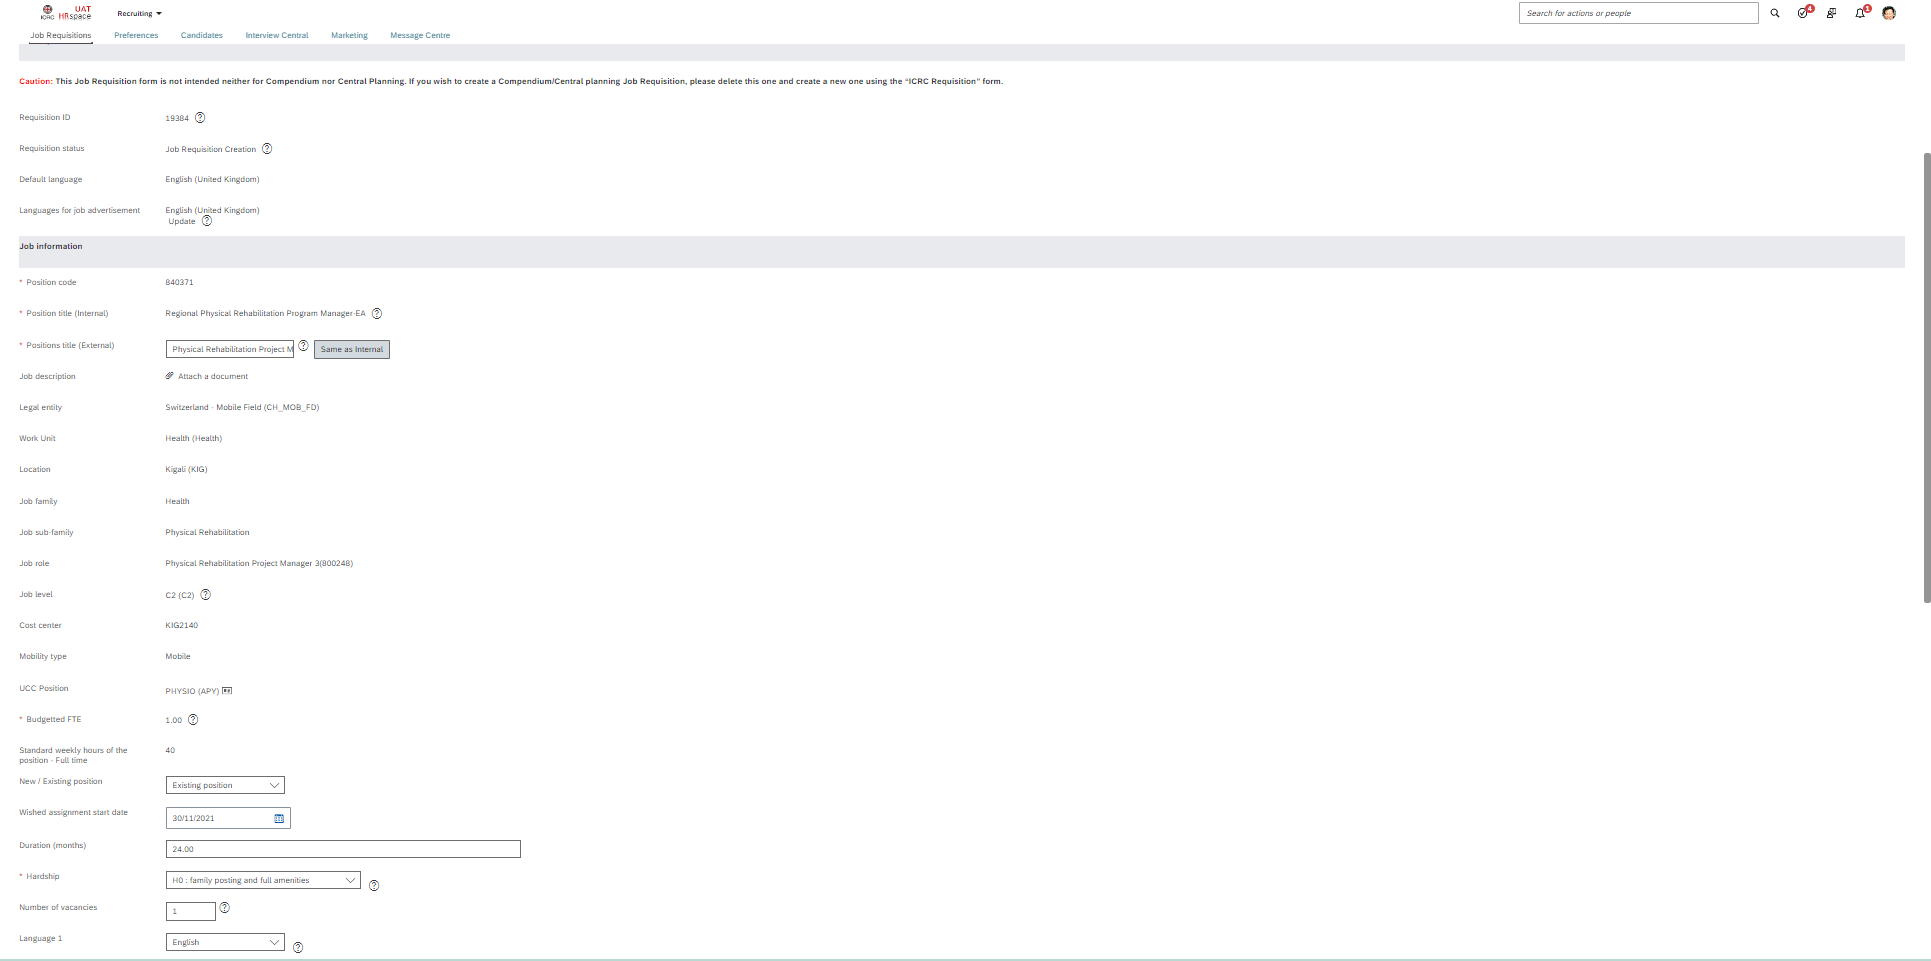 ICRC
UAT
HRspace
Recruiting
Search for actions or people
4
1
Job Requisitions
Preferences
Candidates
Interview Central
Marketing
Message Centre
Caution: This Job Requisition form is not intended neither for Compendium nor Central Planning. If you wish to create a Compendium/Central planning Job Requisition, please delete this one and create a new one using the "ICRC Requisition" form.
Requisition ID
19384
Requisition status
Job Requisition Creation
Default language
English (United Kingdom)
Languages for job advertisement
English (United Kingdom)
Update
Job information
* Position code
840371
* Position title (Internal)
Regional Physical Rehabilitation Program Manager-EA
* Positions title (External)
Physical Rehabilitation Project M
Same as Internal
Job description
Attach a document
Legal entity
Switzerland - Mobile Field (CH_MOB_FD)
Work Unit
Health (Health)
Location
Kigali (KIG)
Job family
Health
Job sub-family
Physical Rehabilitation
Job role
Physical Rehabilitation Project Manager 3(800248)
Job level
C2 (C2)
Cost center
KIG2140
Mobility type
Mobile
UCC Position
PHYSIO (APY)
* Budgetted FTE
1.00
Standard weekly hours of the
position - Full time
40
New / Existing position
Existing position
Wished assignment start date
30/11/2021
Duration (months)
24.00
* Hardship
H0 : family posting and full amenities
Number of vacancies
1
Language 1
English